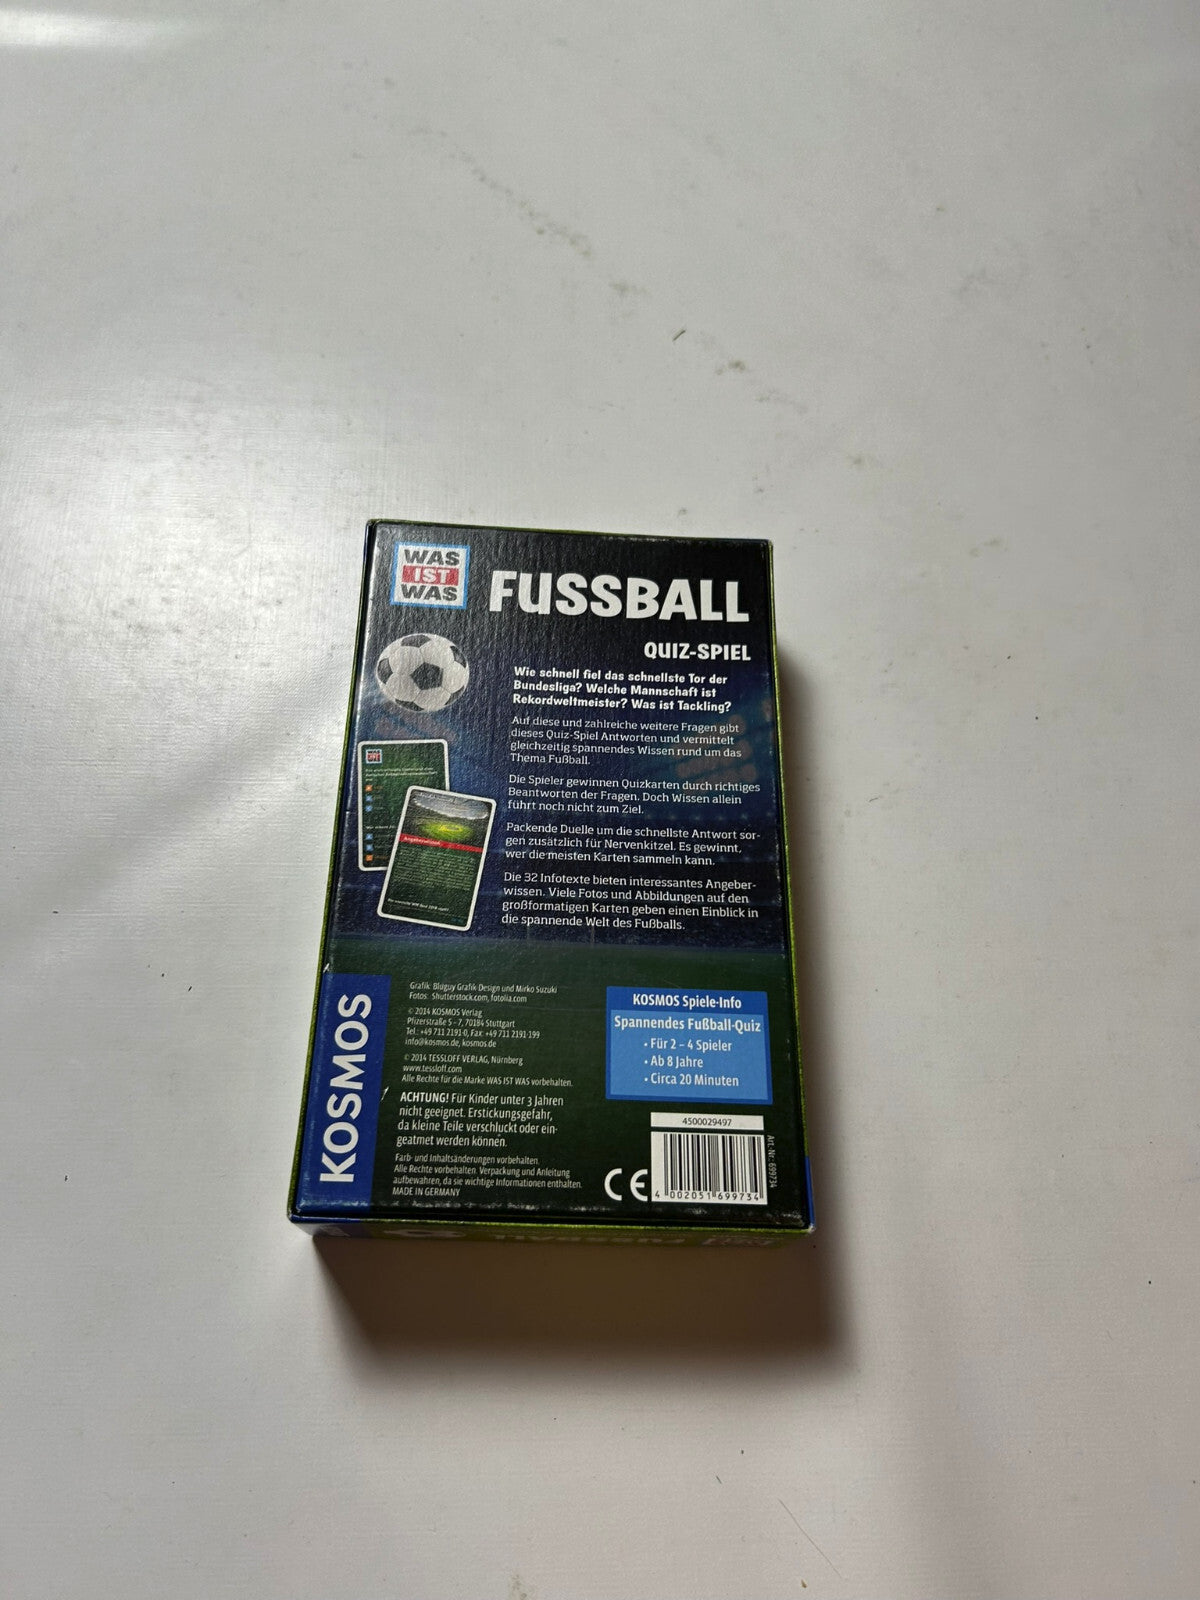 WAS
IST
WAS
FUSSBALL
QUIZ-SPIEL
Wie schnell fiel das schnellste Tor der
Bundesliga? Welche Mannschaft ist
Rekordweltmeister? Was ist Tackling?
Auf diese und zahlreiche weitere Fragen gibt
dieses Quiz-Spiel Antworten und vermittelt
gleichzeitig spannendes Wissen rund um das
Thema Fußball.
Die Spieler gewinnen Quizkarten durch richtiges
Beantworten der Fragen. Doch Wissen allein
führt noch nicht zum Ziel.
Packende Duelle um die schnellste Antwort sor-
gen zusätzlich für Nervenkitzel. Es gewinnt,
wer die meisten Karten sammeln kann.
Die 32 Infotexte bieten interessantes Angeber-
wissen. Viele Fotos und Abbildungen auf den
großformatigen Karten geben einen Einblick in
die spannende Welt des Fußballs.
Angeberwissen
KOSMOS
Grafik: Bluguy Grafik-Design und Mirko Suzuki
Fotos: Shutterstock.com, fotolia.com
© 2014 KOSMOS Verlag
Pfizerstraße 5 - 7, 70184 Stuttgart
Tel.: +49 711 2191-0, Fax: +49 711 2191-199
info@kosmos.de, kosmos.de
© 2014 TESSLOFF VERLAG, Nürnberg
www.tessloff.com
Alle Rechte für die Marke WAS IST WAS vorbehalten.
ACHTUNG! Für Kinder unter 3 Jahren
nicht geeignet. Erstickungsgefahr,
da kleine Teile verschluckt oder ein-
geatmet werden können.
Farb- und Inhaltsänderungen vorbehalten.
Alle Rechte vorbehalten. Verpackung und Anleitung
aufbewahren, da sie wichtige Informationen enthalten.
MADE IN GERMANY
KOSMOS Spiele-Info
Spannendes Fußball-Quiz
• Für 2 – 4 Spieler
• Ab 8 Jahre
• Circa 20 Minuten
4500029497
CE
4 002051 699734
Art.-Nr.: 699734
FUSSBALL